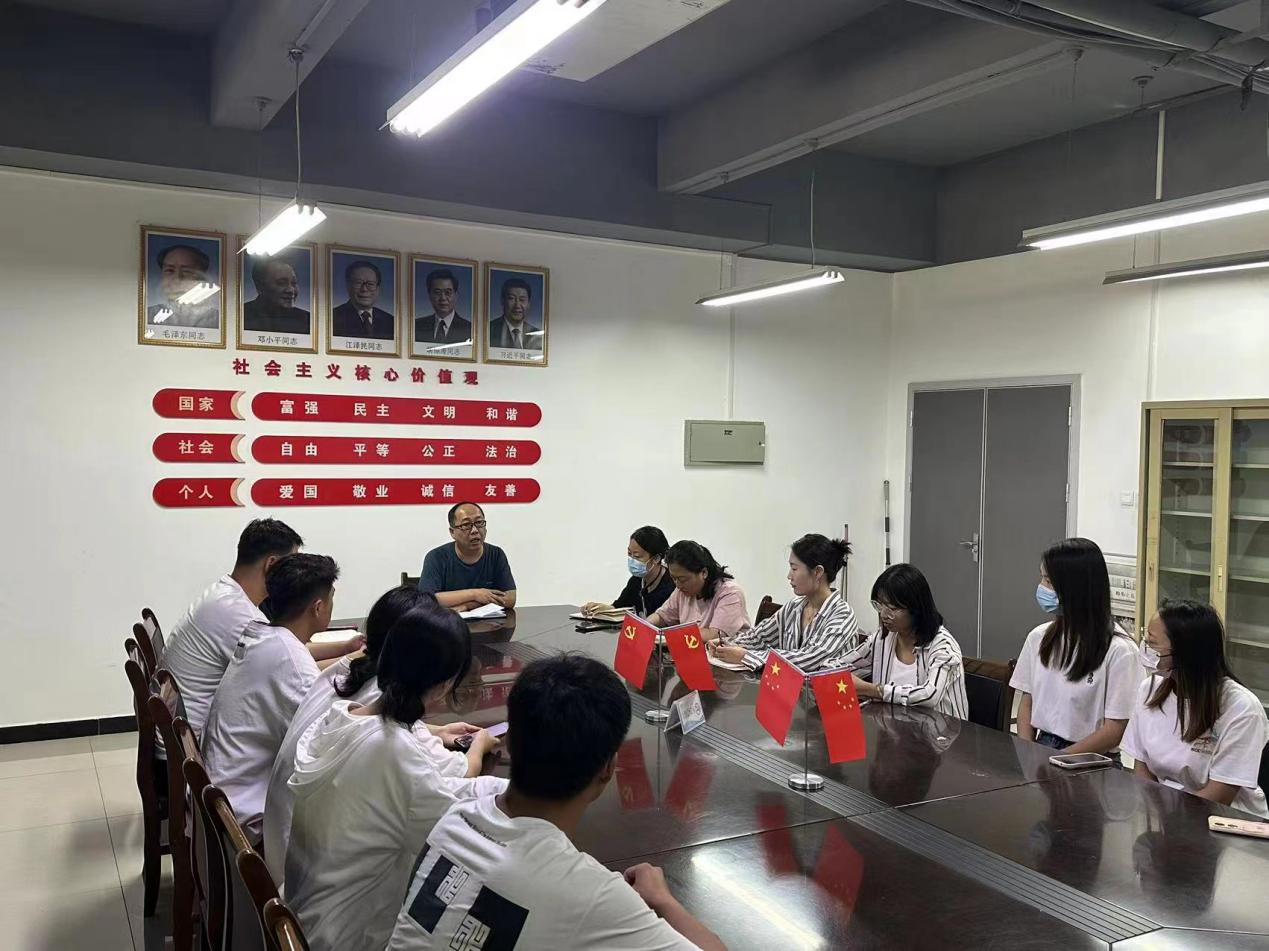 毛泽东同志
邓小平同志
江泽民同志
习近平同志
社会主义核心价值观
国家 富强 民主 文明 和谐
社会 自由 平等 公正 法治
个人 爱国 敬业 诚信 友善